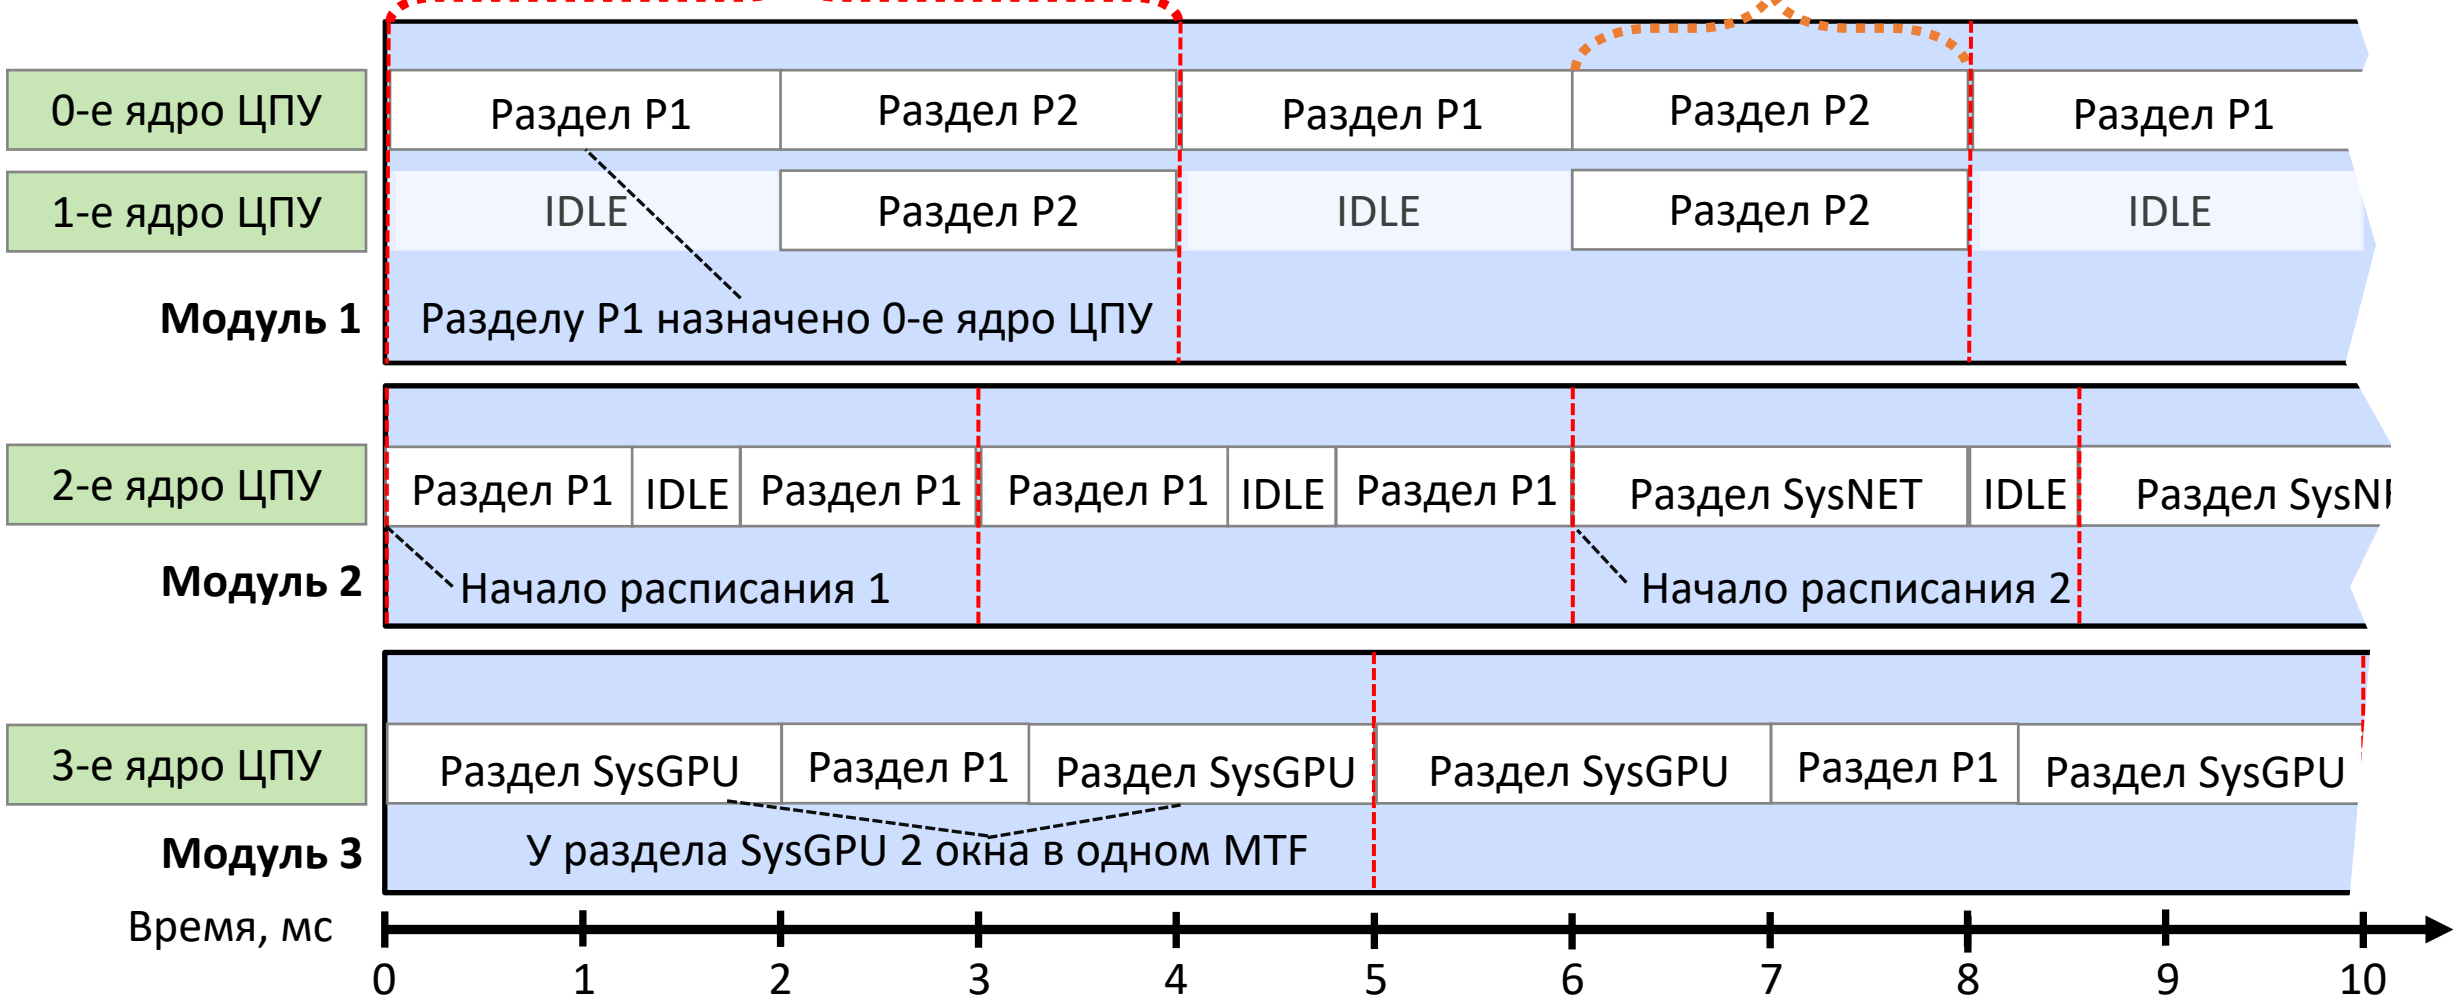 0-е ядро ЦПУ Раздел P1 Раздел P2 Раздел P1 Раздел P2 Раздел P1
1-е ядро ЦПУ IDLE Раздел P2 IDLE Раздел P2 IDLE
Модуль 1 Разделу P1 назначено 0-е ядро ЦПУ
2-е ядро ЦПУ Раздел P1 IDLE Раздел P1 Раздел P1 IDLE Раздел P1 Раздел SysNET IDLE Раздел SysN
Модуль 2 Начало расписания 1 Начало расписания 2
3-е ядро ЦПУ Раздел SysGPU Раздел P1 Раздел SysGPU Раздел SysGPU Раздел P1 Раздел SysGPU
Модуль 3 У раздела SysGPU 2 окна в одном MTF
Время, мс
0 1 2 3 4 5 6 7 8 9 10